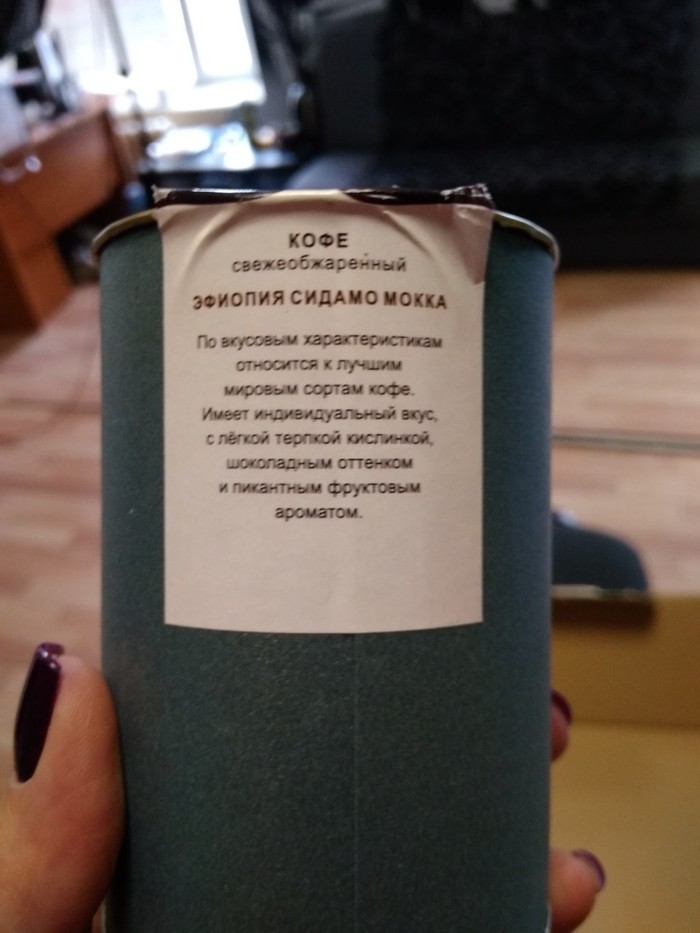 КОФЕ
свежеобжаренный
ЭФИОПИЯ СИДАМО МОККА
По вкусовым характеристикам
относится к лучшим
мировым сортам кофе.
Имеет индивидуальный вкус,
с лёгкой терпкой кислинкой,
шоколадным оттенком
и пикантным фруктовым
ароматом.